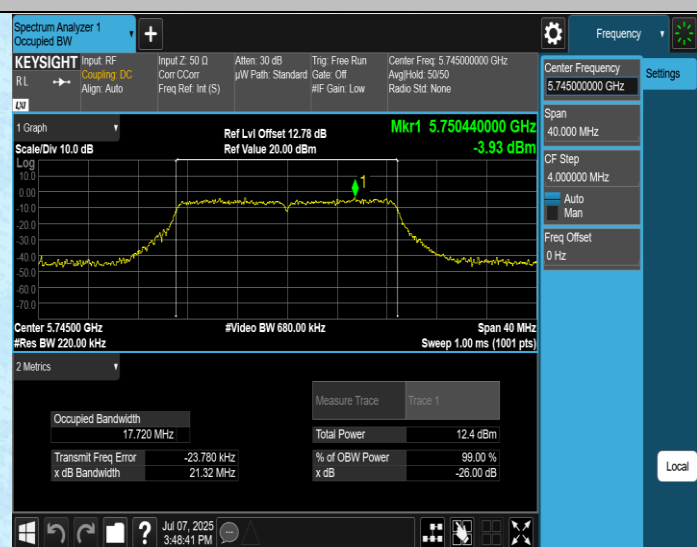 Spectrum Analyzer 1
Occupied BW
+
Frequency
KEYSIGHT
RL
LXI
Input: RF
Coupling: DC
Align: Auto
Input Z: 50 Ω
Corr CCorr
Freq Ref: Int (S)
Atten: 30 dB
µW Path: Standard
Trig: Free Run
Gate: Off
#IF Gain: Low
Center Freq: 5.745000000 GHz
Avg|Hold: 50/50
Radio Std: None
Center Frequency
5.745000000 GHz
Settings
Span
40.000 MHz
CF Step
4.000000 MHz
Auto
Man
Freq Offset
0 Hz
1 Graph
Scale/Div 10.0 dB
Ref Lvl Offset 12.78 dB
Ref Value 20.00 dBm
Mkr1 5.750440000 GHz
-3.93 dBm
Log
10.0
0.00
-10.0
-20.0
-30.0
-40.0
-50.0
-60.0
-70.0
1
Center 5.74500 GHz
#Video BW 680.00 kHz
Span 40 MHz
#Res BW 220.00 kHz
Sweep 1.00 ms (1001 pts)
2 Metrics
Measure Trace
Trace 1
Occupied Bandwidth
17.720 MHz
Total Power
12.4 dBm
Transmit Freq Error
-23.780 kHz
% of OBW Power
99.00 %
x dB Bandwidth
21.32 MHz
x dB
-26.00 dB
Local
?
Jul 07, 2025
3:48:41 PM